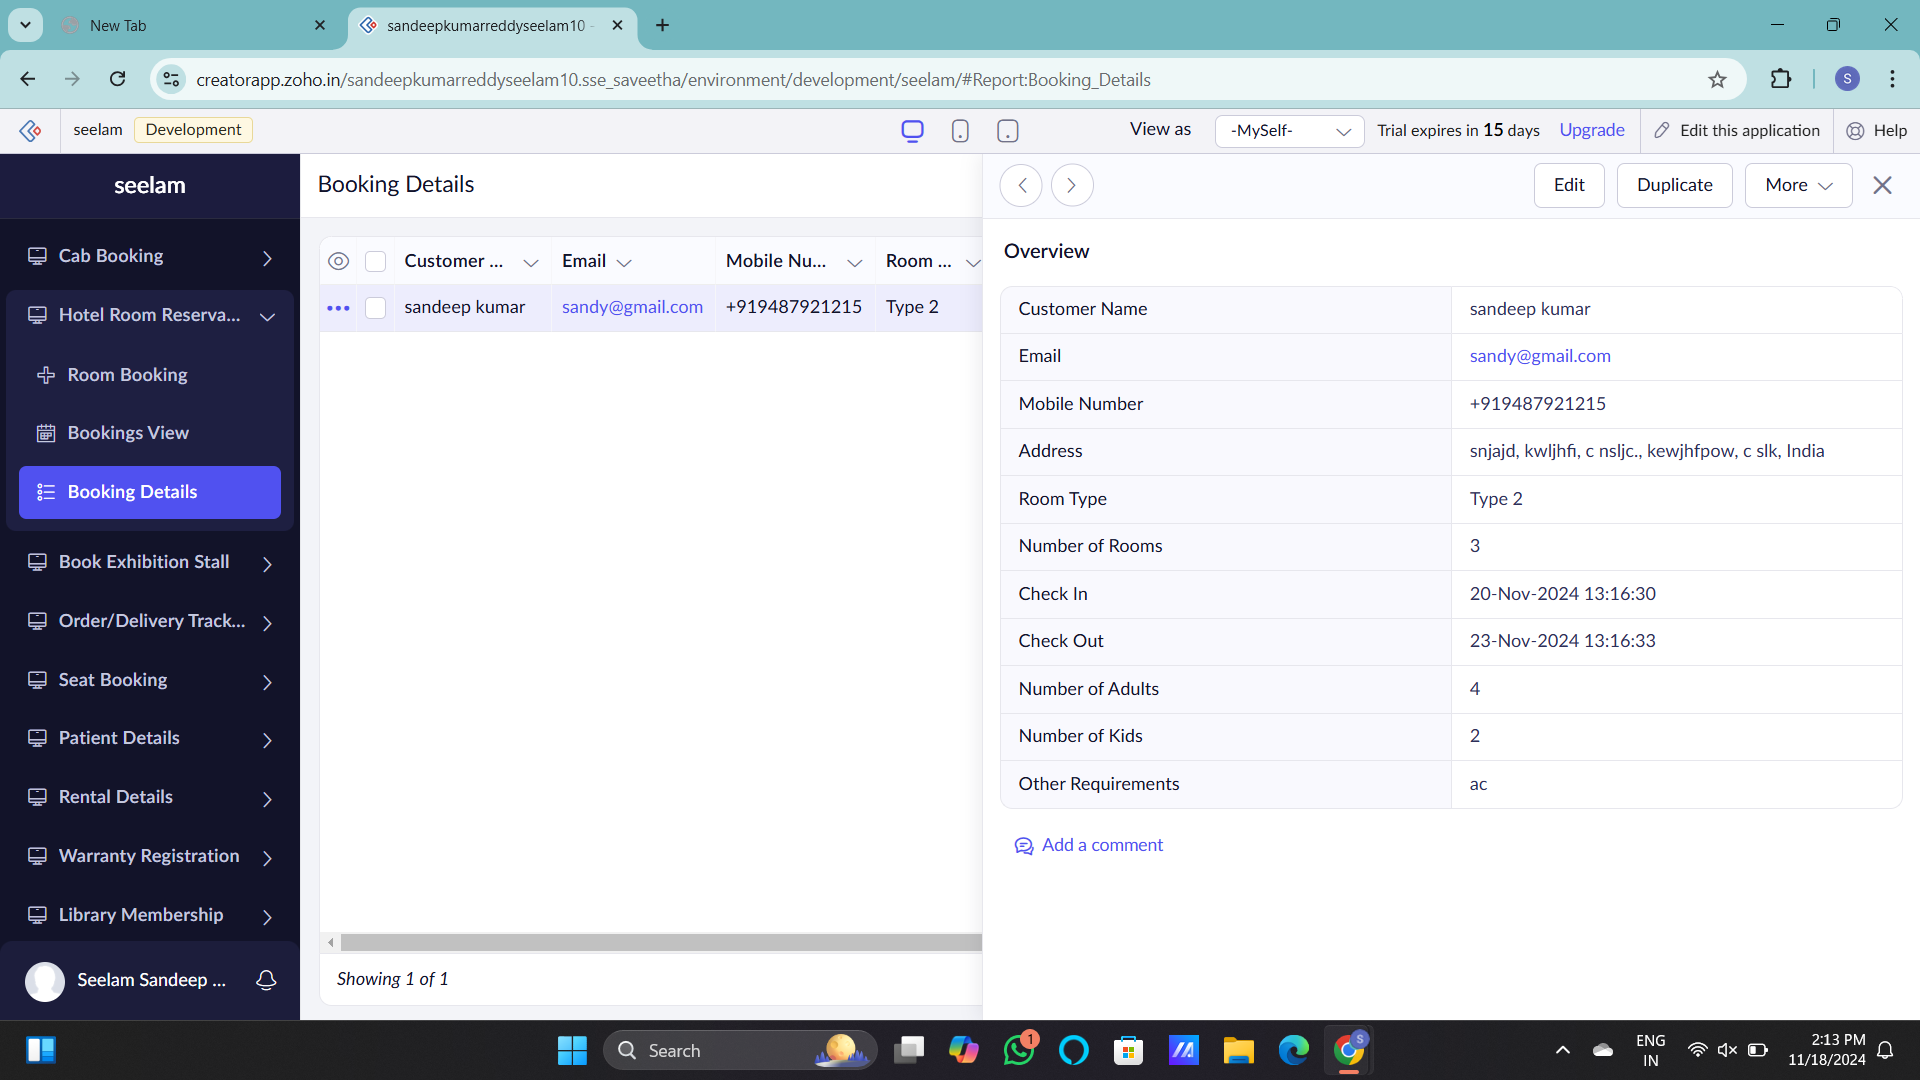 New Tab
sandeepkumarreddyseelam10 -
creatorapp.zoho.in/sandeepkumarreddyseelam10.sse_saveetha/environment/development/seelam/#Report:Booking_Details
S
seelam Development
View as -MySelf- Trial expires in 15 days Upgrade Edit this application Help
seelam
Cab Booking
Hotel Room Reserva...
Room Booking
Bookings View
Booking Details
Book Exhibition Stall
Order/Delivery Track...
Seat Booking
Patient Details
Rental Details
Warranty Registration
Library Membership
Seelam Sandeep ...
Booking Details
Customer ... Email Mobile Nu... Room ...
sandeep kumar sandy@gmail.com +919487921215 Type 2
Showing 1 of 1
Edit Duplicate More
Overview
Customer Name sandeep kumar
Email sandy@gmail.com
Mobile Number +919487921215
Address snjajd, kwljhfi, c nsljc., kewjhfpow, c slk, India
Room Type Type 2
Number of Rooms 3
Check In 20-Nov-2024 13:16:30
Check Out 23-Nov-2024 13:16:33
Number of Adults 4
Number of Kids 2
Other Requirements ac
Add a comment
Search
1
S
ENG
IN
2:13 PM
11/18/2024